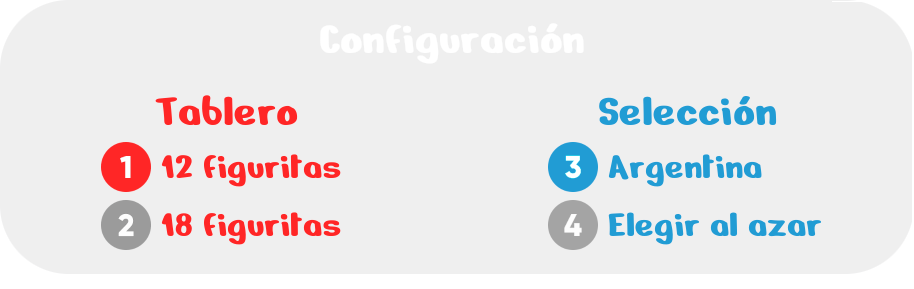 Configuración
Tablero
1 12 figuritas
2 18 figuritas
Selección
3 Argentina
4 Elegir al azar